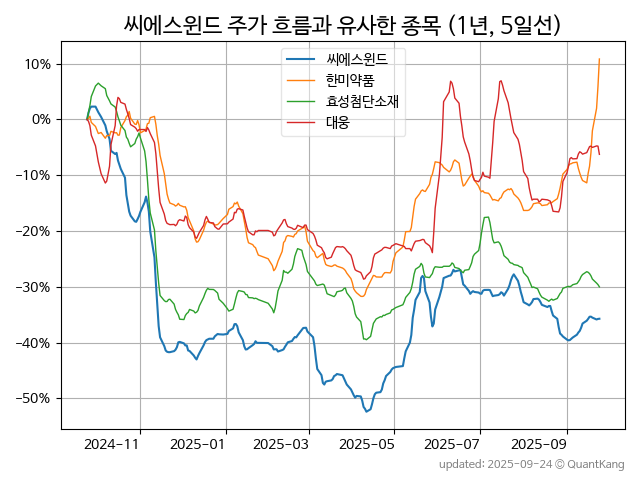 씨에스윈드 주가 흐름과 유사한 종목 (1년, 5일선)
씨에스윈드
한미약품
효성첨단소재
대웅
10%
0%
−10%
−20%
−30%
−40%
−50%
2024-11 2025-01 2025-03 2025-05 2025-07 2025-09
updated: 2025-09-24 © QuantKang